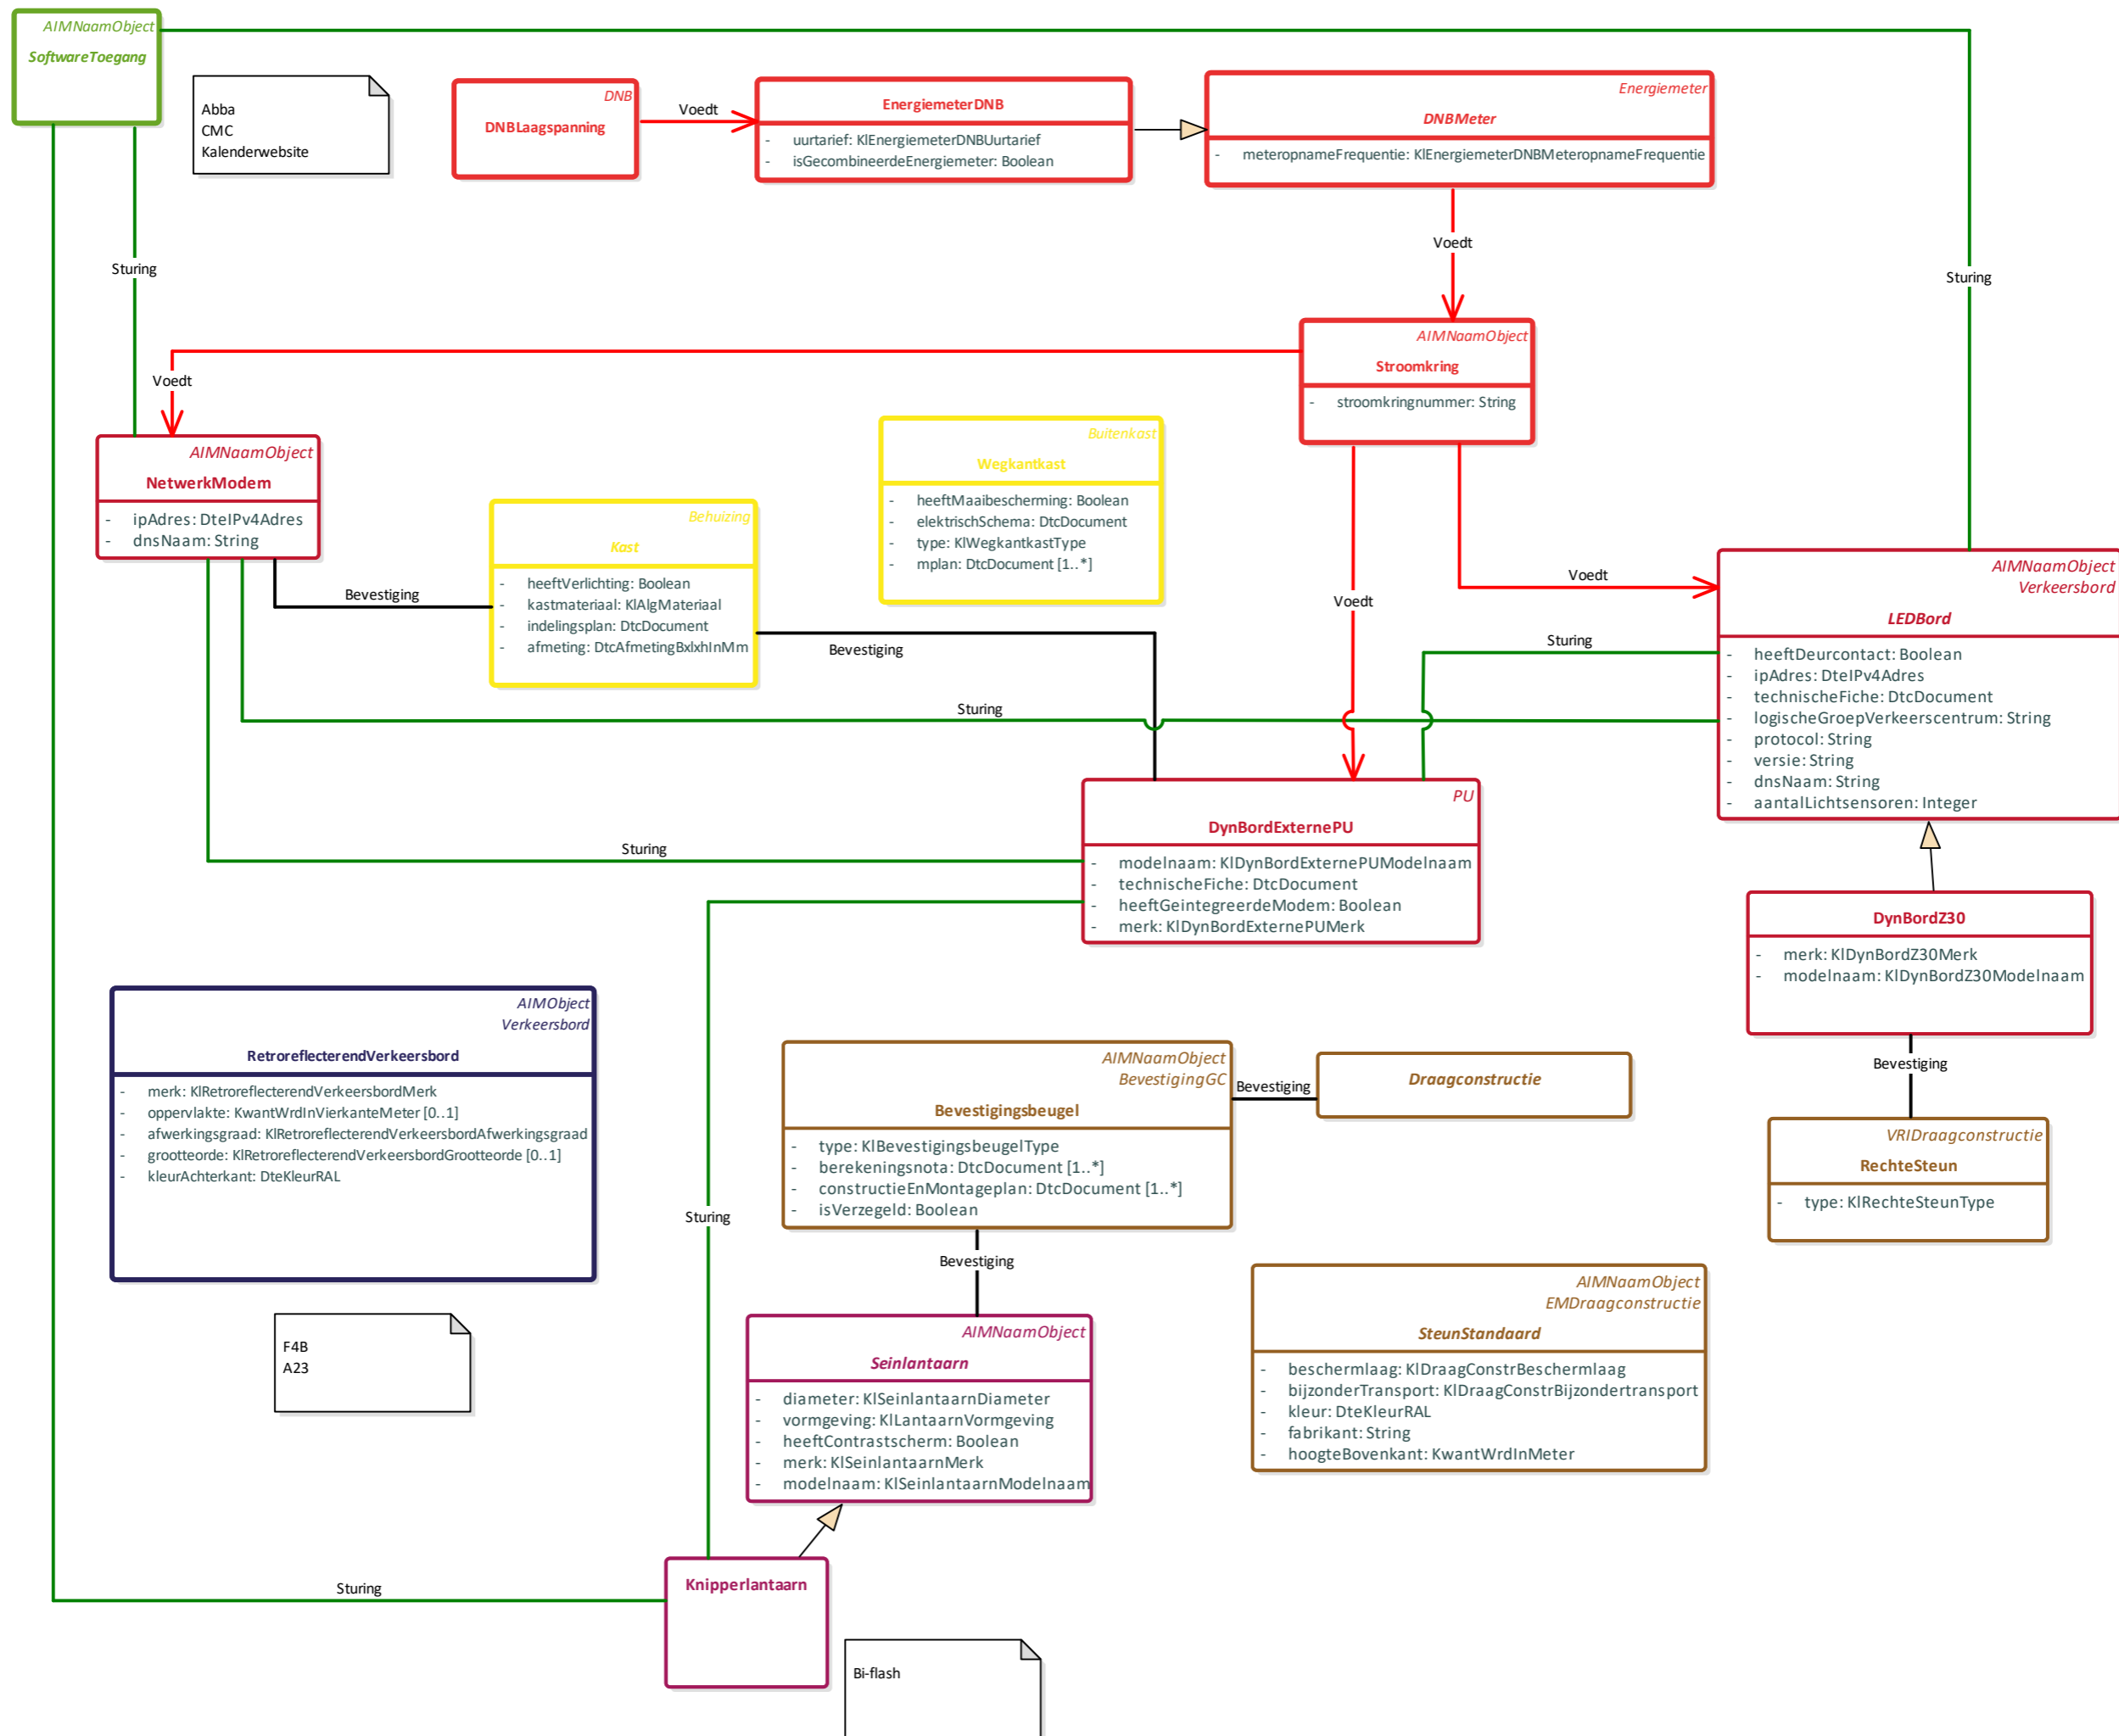 AIMNaamObject
SoftwareToegang
Abba
CMC
Kalenderwebsite
DNB
DNBLaagspanning
Voedt
EnergiemeterDNB
- uurtarief: KlEnergiemeterDNBUurtarief
- isGecombineerdeEnergiemeter: Boolean
Energiemeter
DNBMeter
- meteropnameFrequentie: KlEnergiemeterDNBMeteropnameFrequentie
Sturing
Voedt
Sturing
AIMNaamObject
Stroomkring
- stroomkringnummer: String
Voedt
AIMNaamObject
NetwerkModem
- ipAdres: DteIPv4Adres
- dnsNaam: String
Buitenkast
Wegkantkast
- heeftMaaibescherming: Boolean
- elektrischSchema: DtcDocument
- type: KlWegkantkastType
- mplan: DtcDocument [1..*]
Behuizing
Kast
- heeftVerlichting: Boolean
- kastmateriaal: KlAlgMateriaal
- indelingsplan: DtcDocument
- afmeting: DtcAfmetingBxlxhInMm
Bevestiging
Bevestiging
Voedt
Voedt
Sturing
Sturing
AIMNaamObject
Verkeersbord
LEDBord
- heeftDeurcontact: Boolean
- ipAdres: DteIPv4Adres
- technischeFiche: DtcDocument
- logischeGroepVerkeerscentrum: String
- protocol: String
- versie: String
- dnsNaam: String
- aantalLichtsensoren: Integer
PU
DynBordExternePU
- modelnaam: KlDynBordExternePUModelnaam
- technischeFiche: DtcDocument
- heeftGeintegreerdeModem: Boolean
- merk: KlDynBordExternePUMerk
Sturing
DynBordZ30
- merk: KlDynBordZ30Merk
- modelnaam: KlDynBordZ30Modelnaam
Bevestiging
VRIDraagconstructie
RechteSteun
- type: KlRechteSteunType
AIMObject
Verkeersbord
RetroreflecterendVerkeersbord
- merk: KlRetroreflecterendVerkeersbordMerk
- oppervlakte: KwantWrdInVierkanteMeter [0..1]
- afwerkingsgraad: KlRetroreflecterendVerkeersbordAfwerkingsgraad
- grootteorde: KlRetroreflecterendVerkeersbordGrootteorde [0..1]
- kleurAchterkant: DteKleurRAL
AIMNaamObject
BevestigingGC
Bevestigingsbeugel
- type: KlBevestigingsbeugelType
- berekeningsnota: DtcDocument [1..*]
- constructieEnMontageplan: DtcDocument [1..*]
- isVerzegeld: Boolean
Bevestiging
Draagconstructie
Sturing
Bevestiging
F4B
A23
AIMNaamObject
Seinlantaarn
- diameter: KlSeinlantaarnDiameter
- vormgeving: KlLantaarnVormgeving
- heeftContrastscherm: Boolean
- merk: KlSeinlantaarnMerk
- modelnaam: KlSeinlantaarnModelnaam
AIMNaamObject
EMDraagconstructie
SteunStandaard
- beschermlaag: KlDraagConstrBeschermlaag
- bijzonderTransport: KlDraagConstrBijzondertransport
- kleur: DteKleurRAL
- fabrikant: String
- hoogteBovenkant: KwantWrdInMeter
Sturing
Knipperlantaarn
Bi-flash